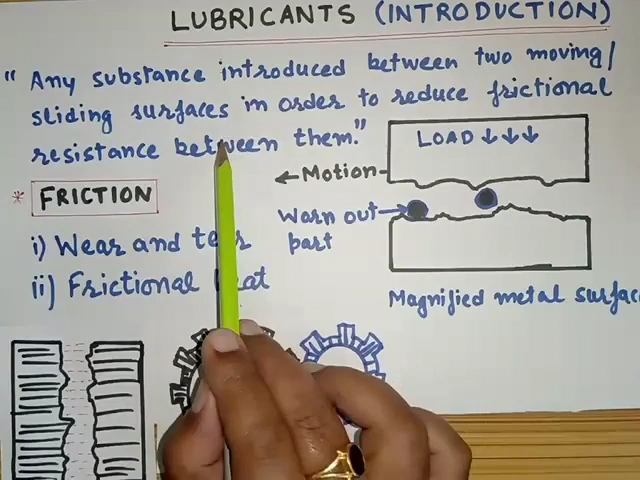 LUBRICANTS (INTRODUCTION)
"Any substance introduced between two moving/
sliding surfaces in order to reduce frictional
resistance between them."
LOAD ↓↓↓
←Motion
* FRICTION
Worn out→
part
i) Wear and
ii) Frictional
Magnified metal